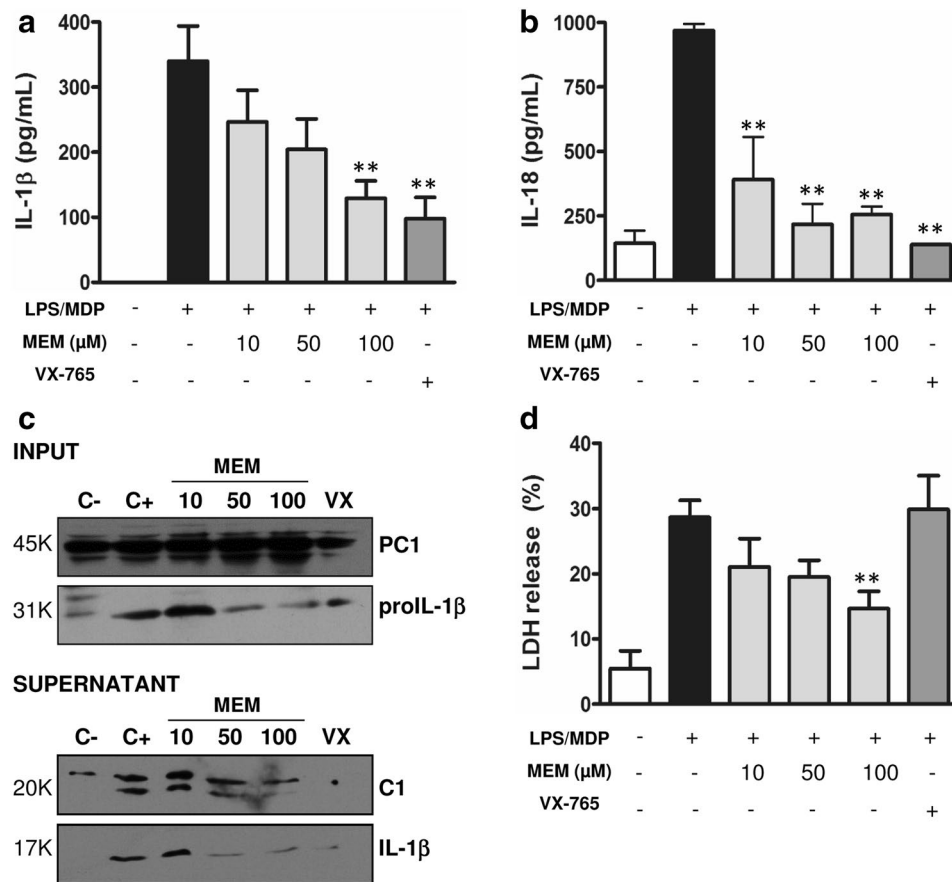 a
400
300
200
100
0
IL-1β (pg/mL)
** **
LPS/MDP - + + + + +
MEM (μM) - - 10 50 100 -
VX-765 - - - - - +
b
1000
750
500
250
0
IL-18 (pg/mL)
** ** ** **
LPS/MDP - + + + + +
MEM (μM) - - 10 50 100 -
VX-765 - - - - - +
c
INPUT
MEM
C- C+ 10 50 100 VX
45K PC1
31K proIL-1β
SUPERNATANT
MEM
C- C+ 10 50 100 VX
20K C1
17K IL-1β
d
40
30
20
10
0
LDH release (%)
**
LPS/MDP - + + + + +
MEM (μM) - - 10 50 100 -
VX-765 - - - - - +